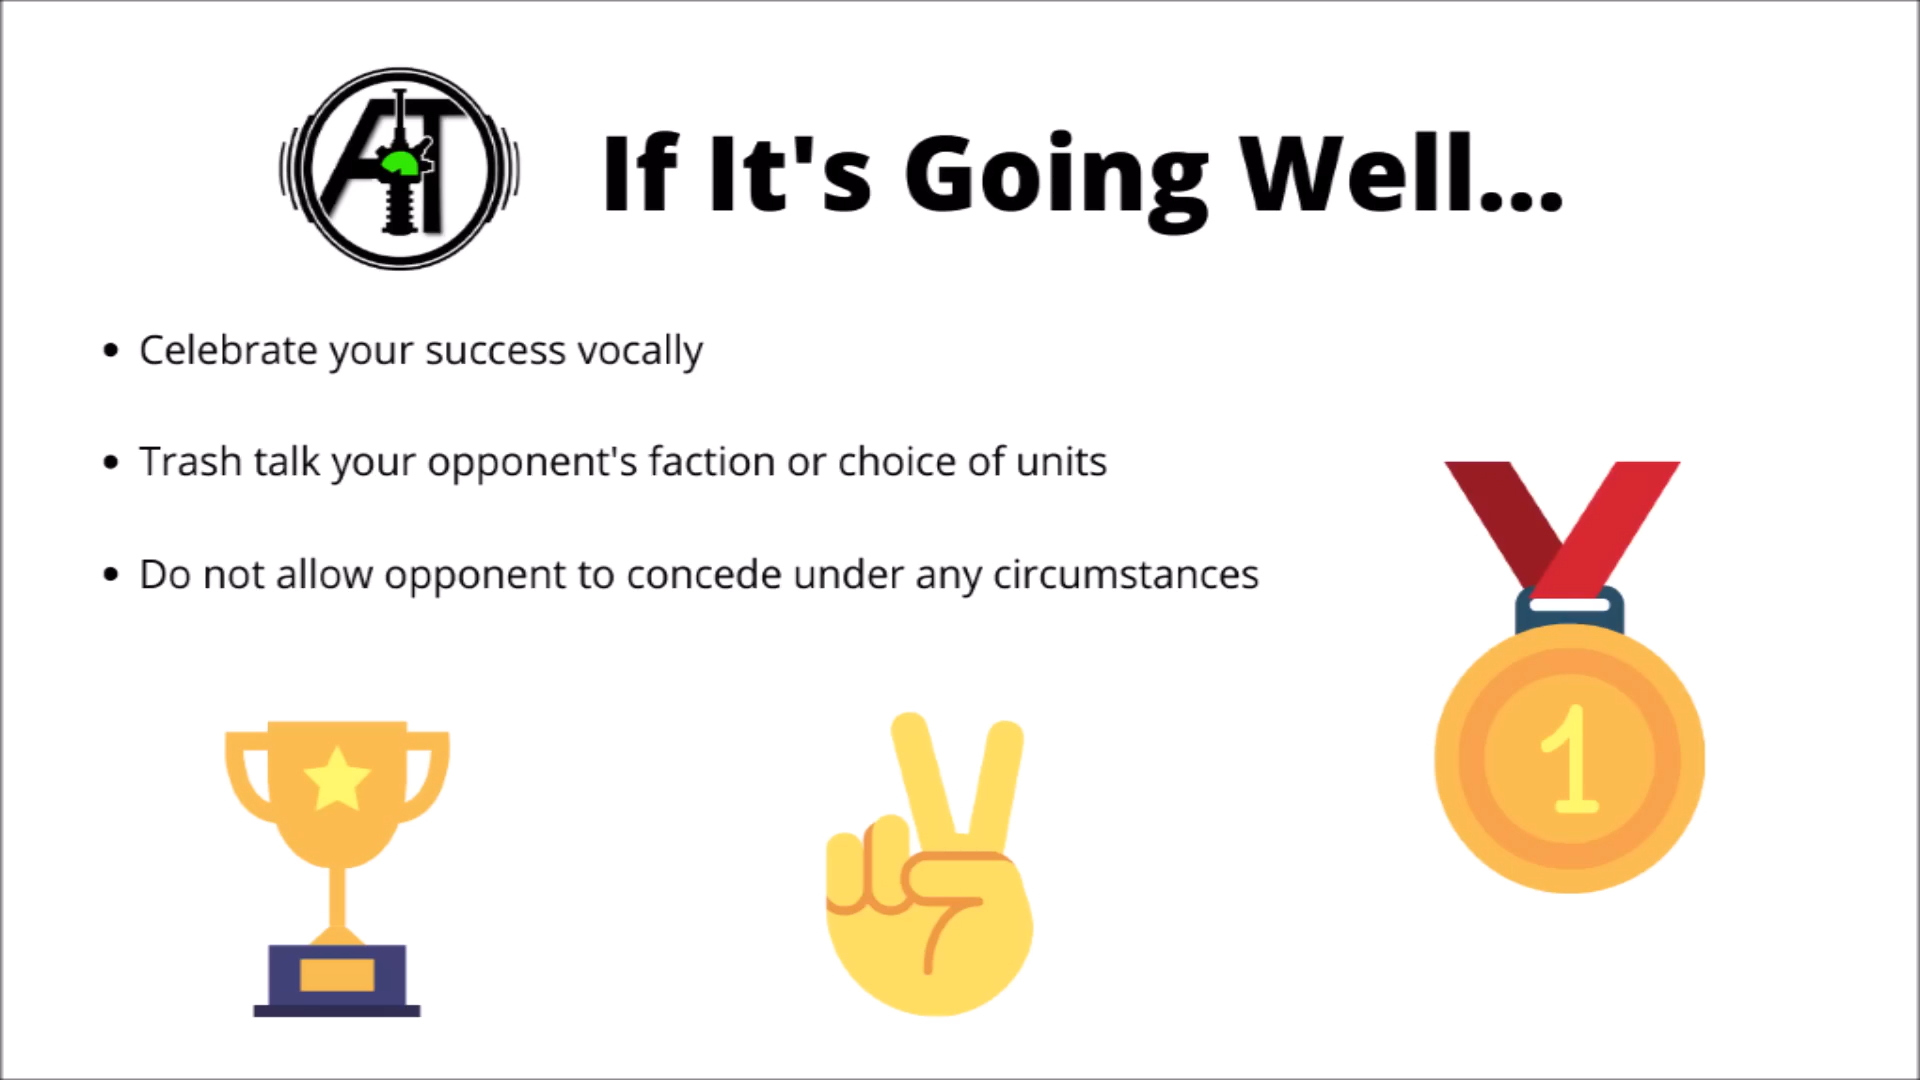 AT
If It's Going Well...
Celebrate your success vocally
Trash talk your opponent's faction or choice of units
Do not allow opponent to concede under any circumstances
1